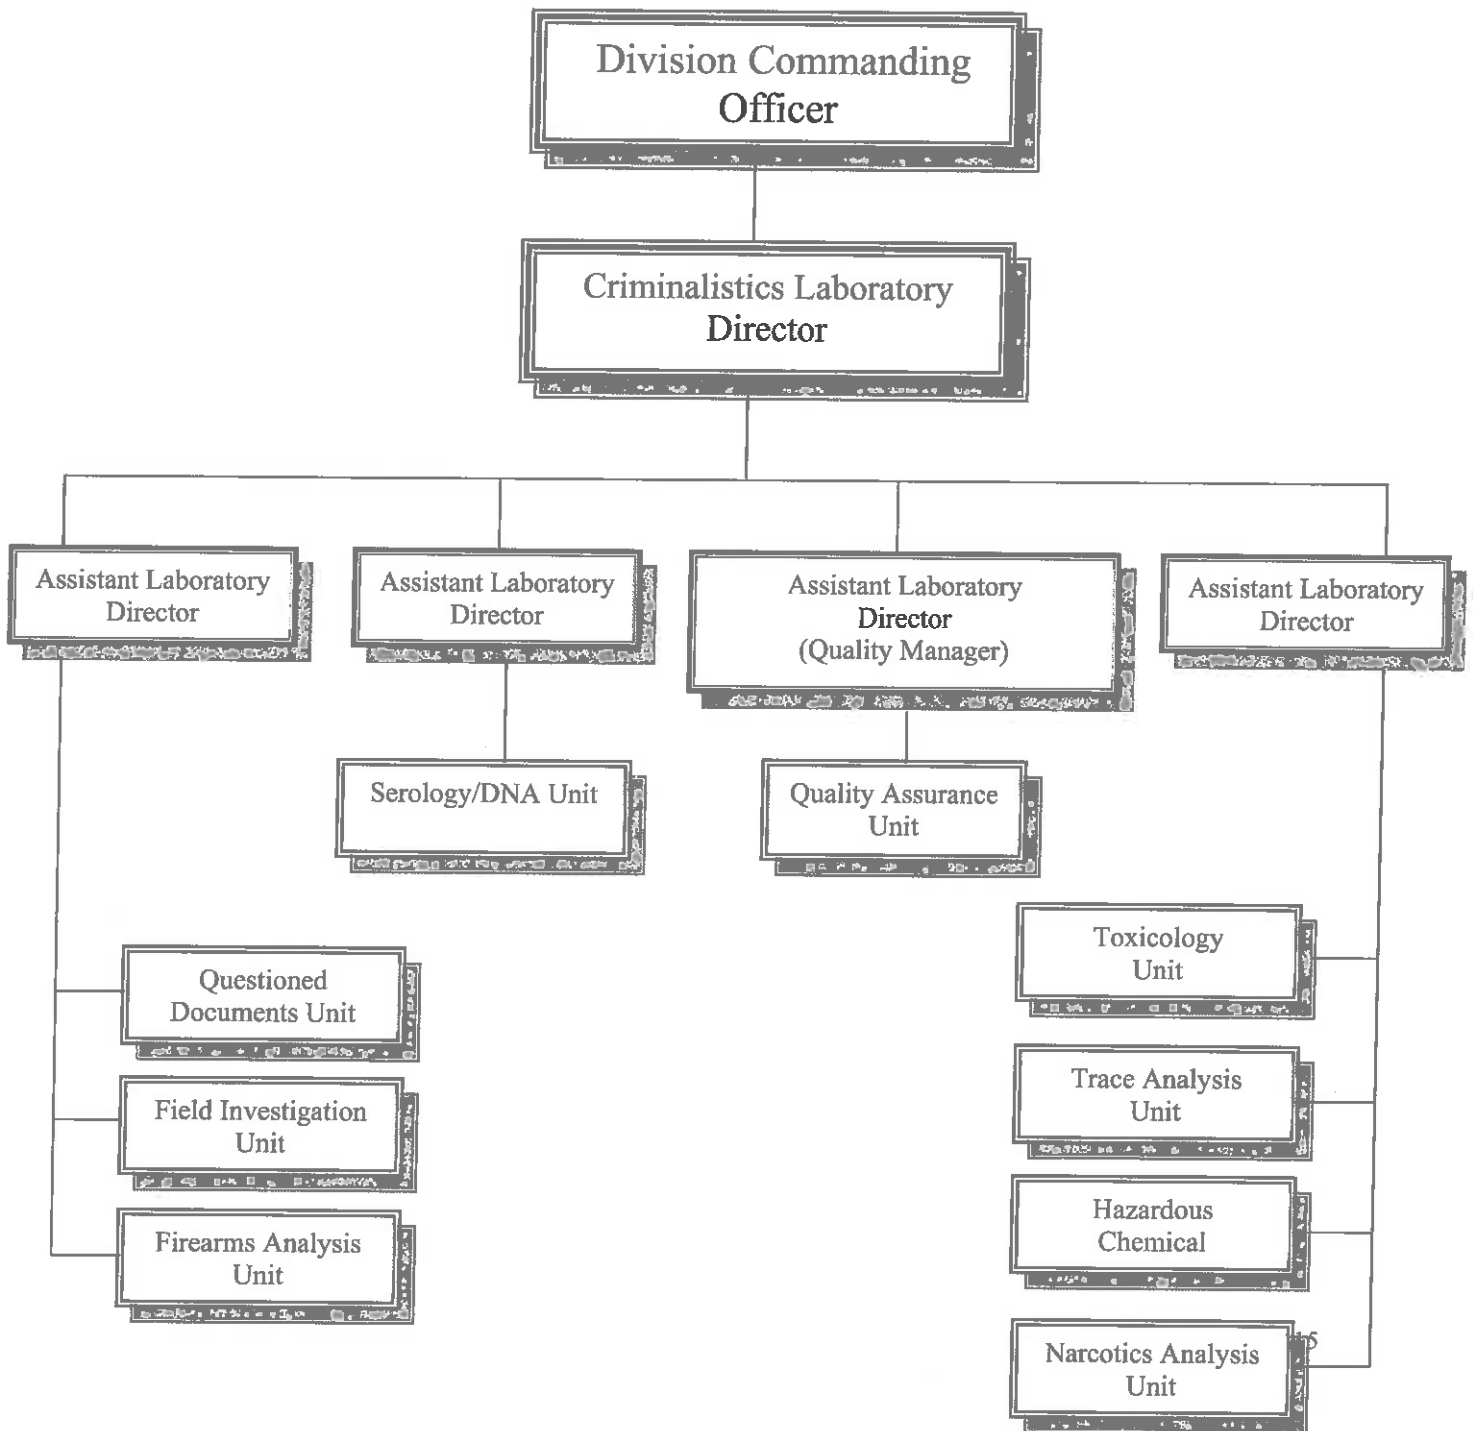 Division Commanding
Officer
Criminalistics Laboratory
Director
Assistant Laboratory
Director
Assistant Laboratory
Director
Assistant Laboratory
Director
(Quality Manager)
Assistant Laboratory
Director
Serology/DNA Unit
Quality Assurance
Unit
Questioned
Documents Unit
Field Investigation
Unit
Firearms Analysis
Unit
Toxicology
Unit
Trace Analysis
Unit
Hazardous
Chemical
Narcotics Analysis
Unit